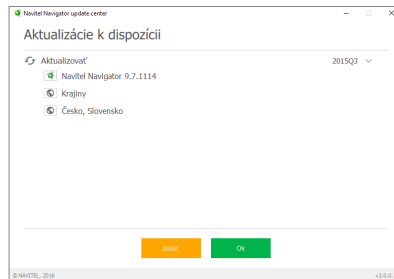 Navitel Navigator update center
Aktualizácie k dispozícii
Aktualizovať 2015Q3
Navitel Navigator 9.7.1114
Krajiny
Česko, Slovensko
Zrušiť Ok
© NAVITEL, 2016 v2.0.0.